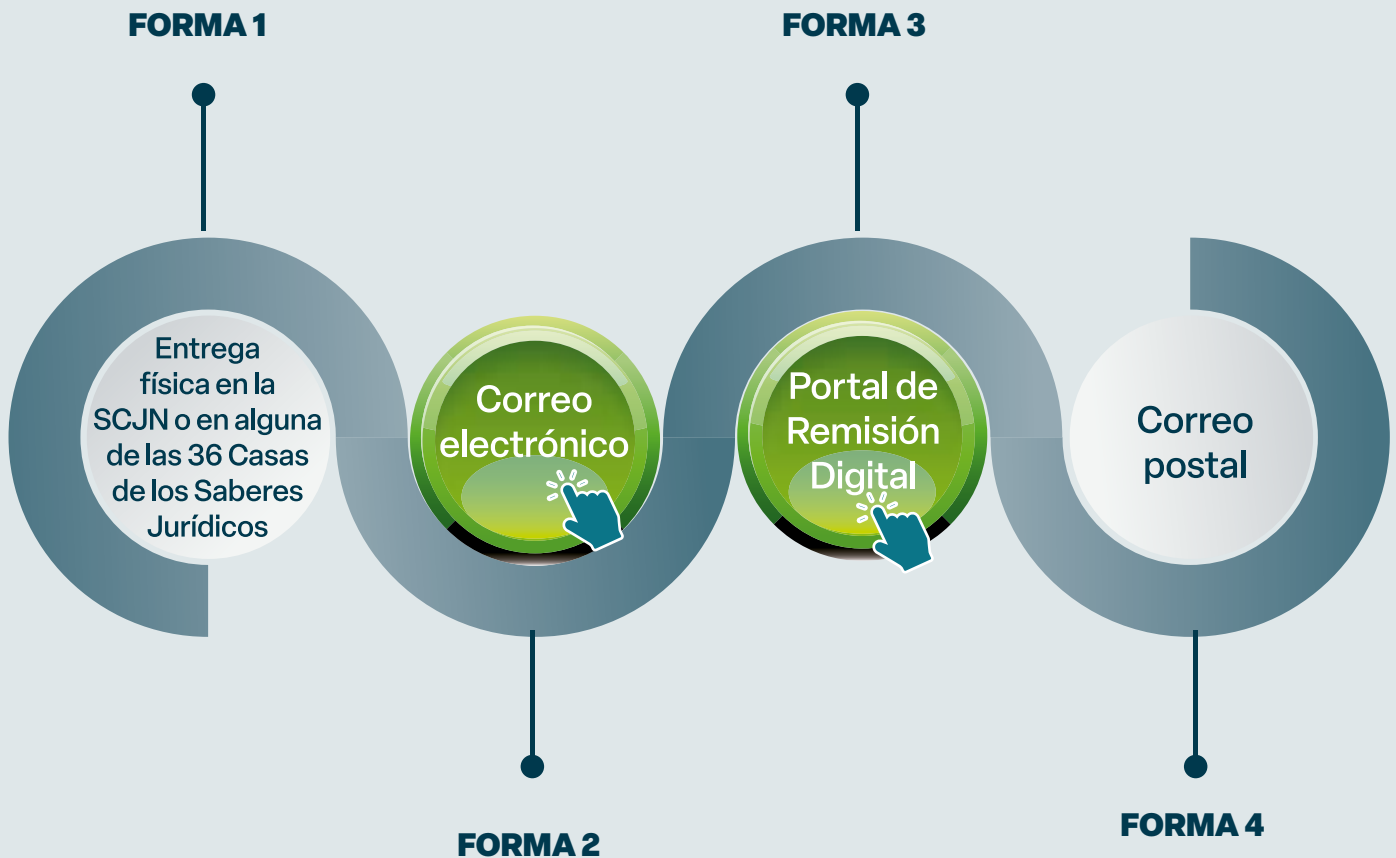 FORMA 1
Entrega
física en la
SCJN o en alguna
de las 36 Casas
de los Saberes
Jurídicos
Correo
electrónico
FORMA 2
FORMA 3
Portal de
Remisión
Digital
Correo
postal
FORMA 4